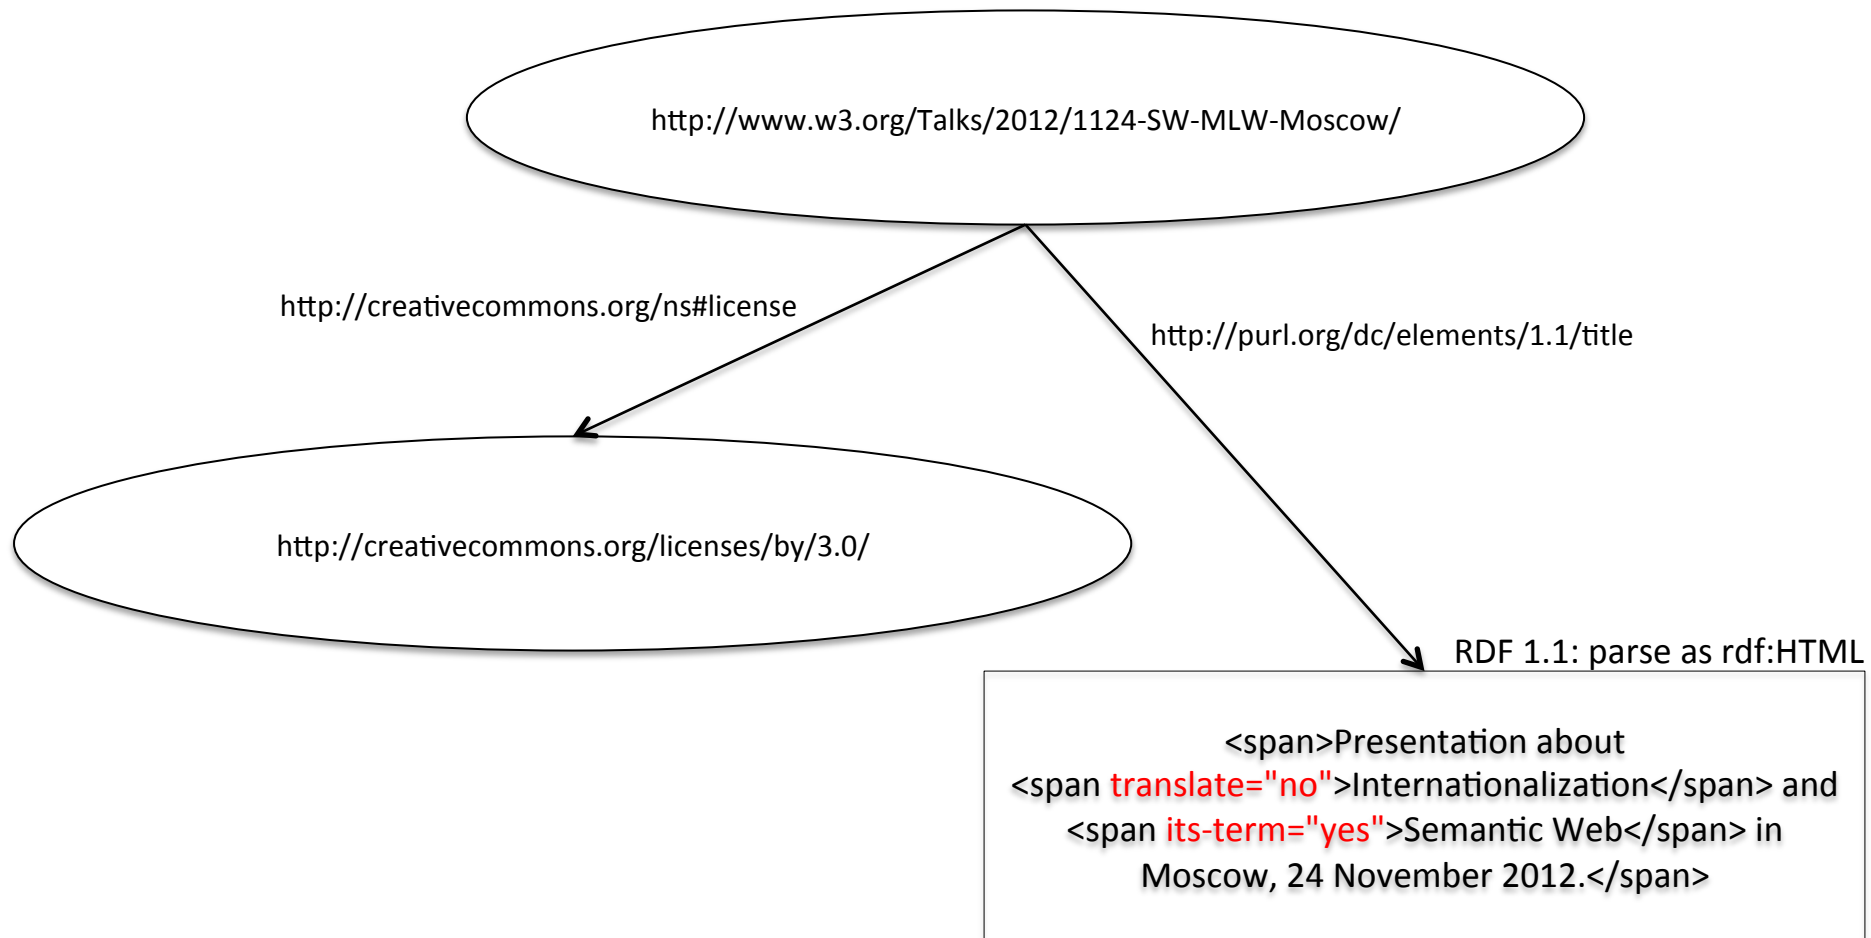 http://www.w3.org/Talks/2012/1124-SW-MLW-Moscow/
http://creativecommons.org/ns#license
http://purl.org/dc/elements/1.1/title
http://creativecommons.org/licenses/by/3.0/
RDF 1.1: parse as rdf:HTML
<span>Presentation about
<span translate="no">Internationalization</span> and
<span its-term="yes">Semantic Web</span> in
Moscow, 24 November 2012.</span>